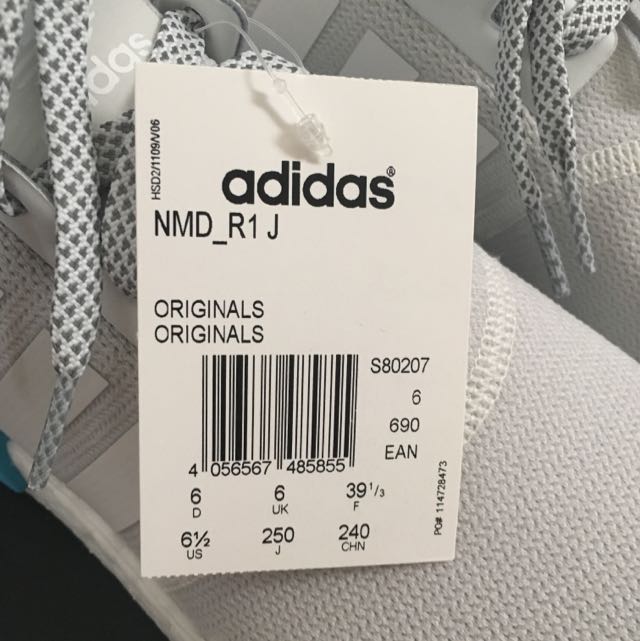 adidas
HSD2/1109/V06
adidas®
NMD_R1 J
ORIGINALS
ORIGINALS
S80207
6
690
EAN
4 056567 485855
6 6 39 1/3
D UK F
6½ 250 240
US J CHN
PO# 114728473